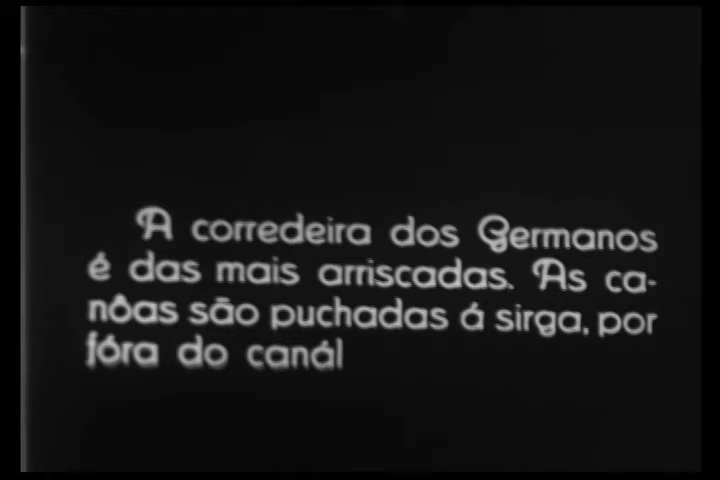 A corredeira dos Germanos
é das mais arriscadas. As ca-
nôas são puchadas á sirga, por
fóra do canál